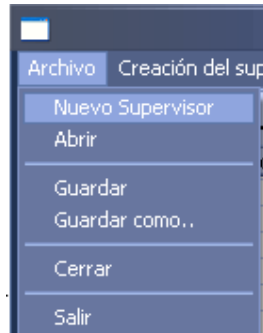 Archivo Creación del sup
Nuevo Supervisor
Abrir
Guardar
Guardar como..
Cerrar
Salir